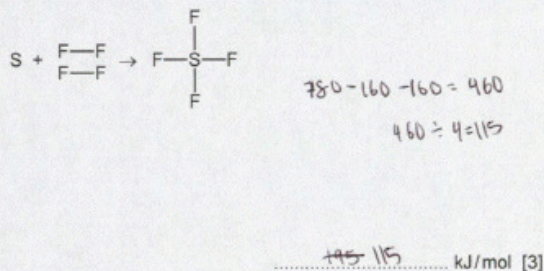 S + F—F F—F → F—S—F F F
780-160-160 = 460
460 ÷ 4 = 115
195 115 kJ/mol [3]